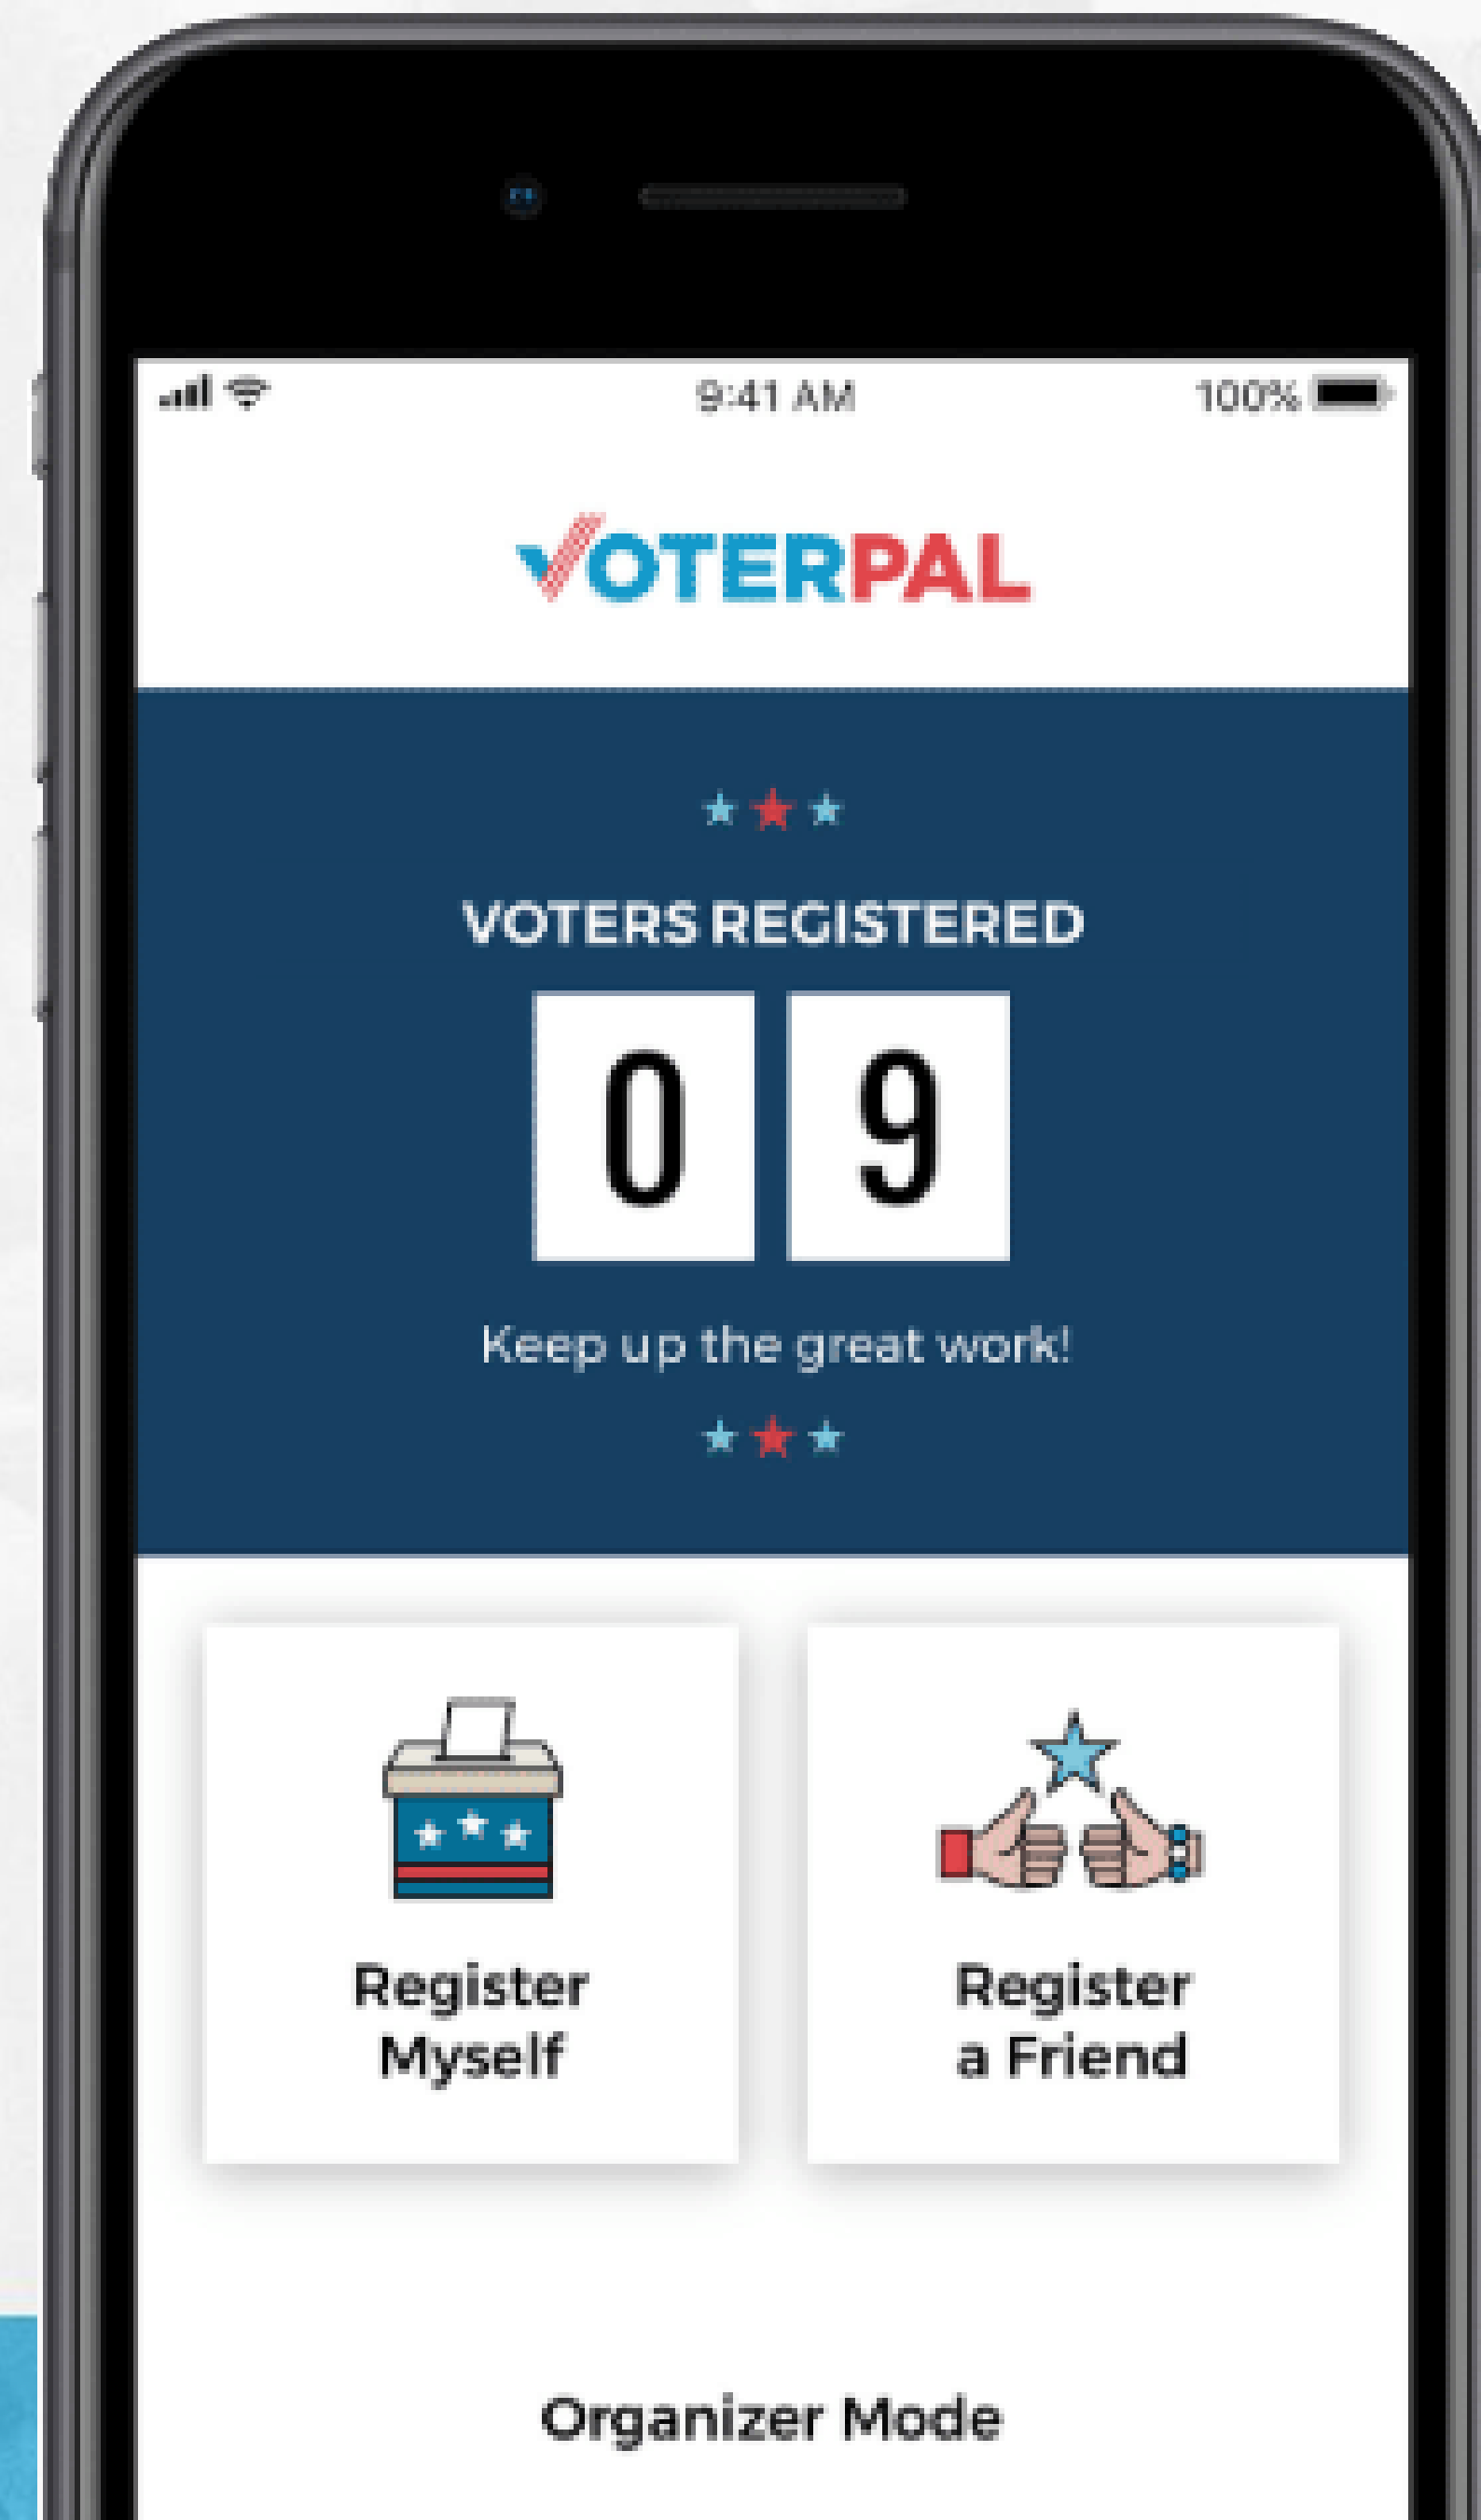 9:41 AM 100%
VOTERPAL
VOTERS REGISTERED
0 9
Keep up the great work!
Register
Myself
Register
a Friend
Organizer Mode